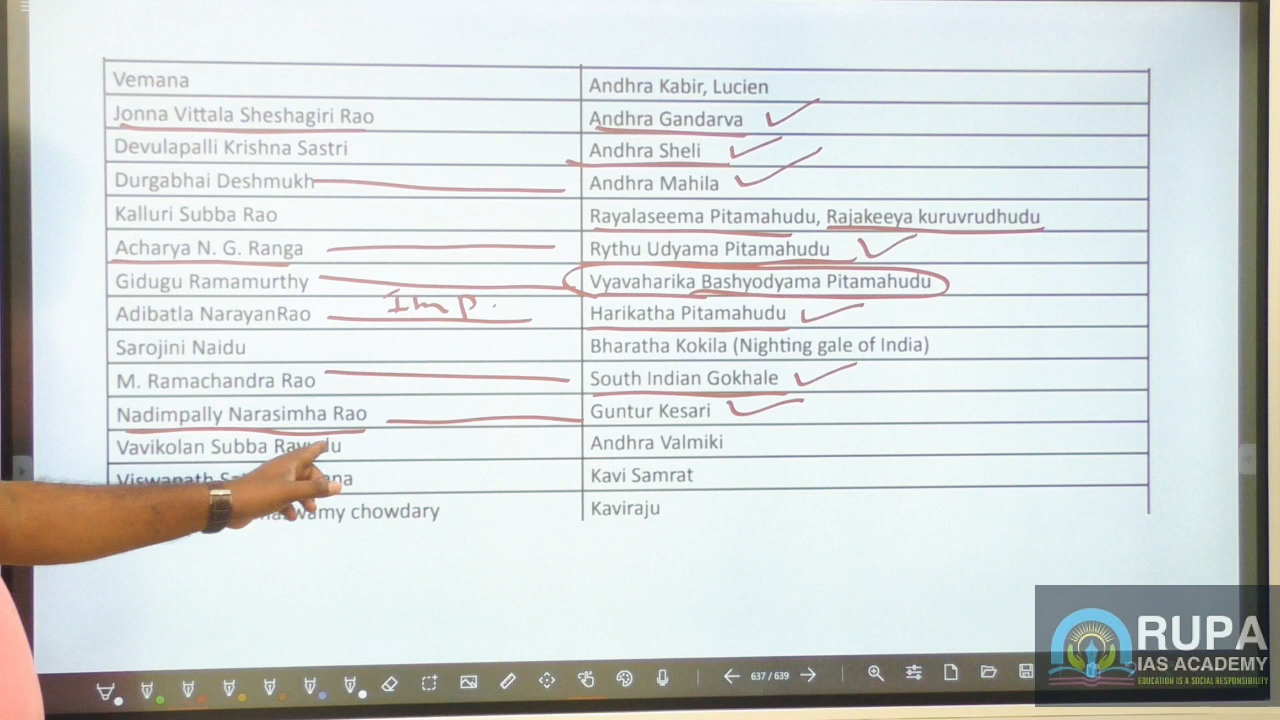 Vemana Andhra Kabir, Lucien
Jonna Vittala Sheshagiri Rao Andhra Gandarva
Devulapalli Krishna Sastri Andhra Sheli
Durgabhai Deshmukh Andhra Mahila
Kalluri Subba Rao Rayalaseema Pitamahudu, Rajakeeya kuruvrudhudu
Acharya N. G. Ranga Rythu Udyama Pitamahudu
Gidugu Ramamurthy Vyavaharika Bashyodyama Pitamahudu
Imp.
Adibatla NarayanRao Harikatha Pitamahudu
Sarojini Naidu Bharatha Kokila (Nighting gale of India)
M. Ramachandra Rao South Indian Gokhale
Nadimpally Narasimha Rao Guntur Kesari
Vavikolan Subba Andhra Valmiki
Viswanath Kavi Samrat
chowdary Kaviraju
637 / 639
RUPA
IAS ACADEMY
EDUCATION IS A SOCIAL RESPONSIBILITY